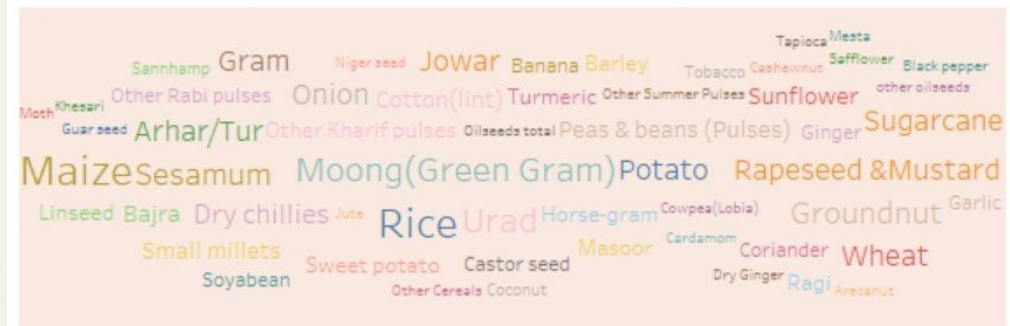 Tapioca Mesta
Sannhamp Gram Niger seed Jowar Banana Barley Tobacco Cashewnut Safflower Black pepper
Moth Khesari Other Rabi pulses Onion Cotton(lint) Turmeric Other Summer Pulses Sunflower other oilseeds
Guar seed Arhar/Tur Other Kharif pulses Oilseeds total Peas & beans (Pulses) Ginger Sugarcane
Maize Sesamum Moong(Green Gram) Potato Rapeseed &Mustard
Linseed Bajra Dry chillies Jute Rice Urad Horse-gram Cowpea(Lobia) Groundnut Garlic
Small millets Masoor Cardamom Coriander Wheat
Soyabean Sweet potato Castor seed Dry Ginger Ragi Arecanut
Other Cereals Coconut